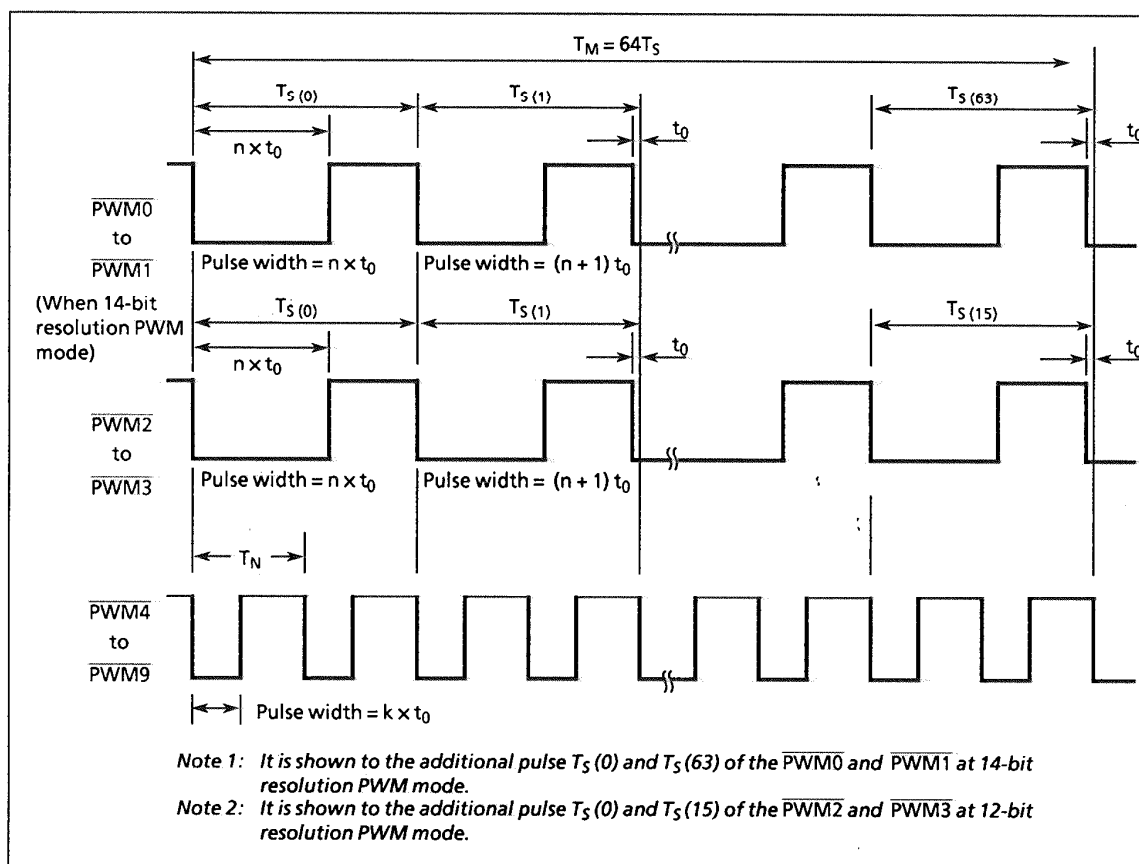 T_M = 64T_S
T_S (0) T_S (1) T_S (63)
n × t_0 t_0 t_0
PWM0
to
PWM1
(When 14-bit
resolution PWM
mode)
Pulse width = n × t_0 Pulse width = (n + 1) t_0
T_S (0) T_S (1) T_S (15)
n × t_0 t_0 t_0
PWM2
to
PWM3
Pulse width = n × t_0 Pulse width = (n + 1) t_0
T_N
PWM4
to
PWM9
Pulse width = k × t_0
Note 1: It is shown to the additional pulse T_S (0) and T_S (63) of the PWM0 and PWM1 at 14-bit
resolution PWM mode.
Note 2: It is shown to the additional pulse T_S (0) and T_S (15) of the PWM2 and PWM3 at 12-bit
resolution PWM mode.